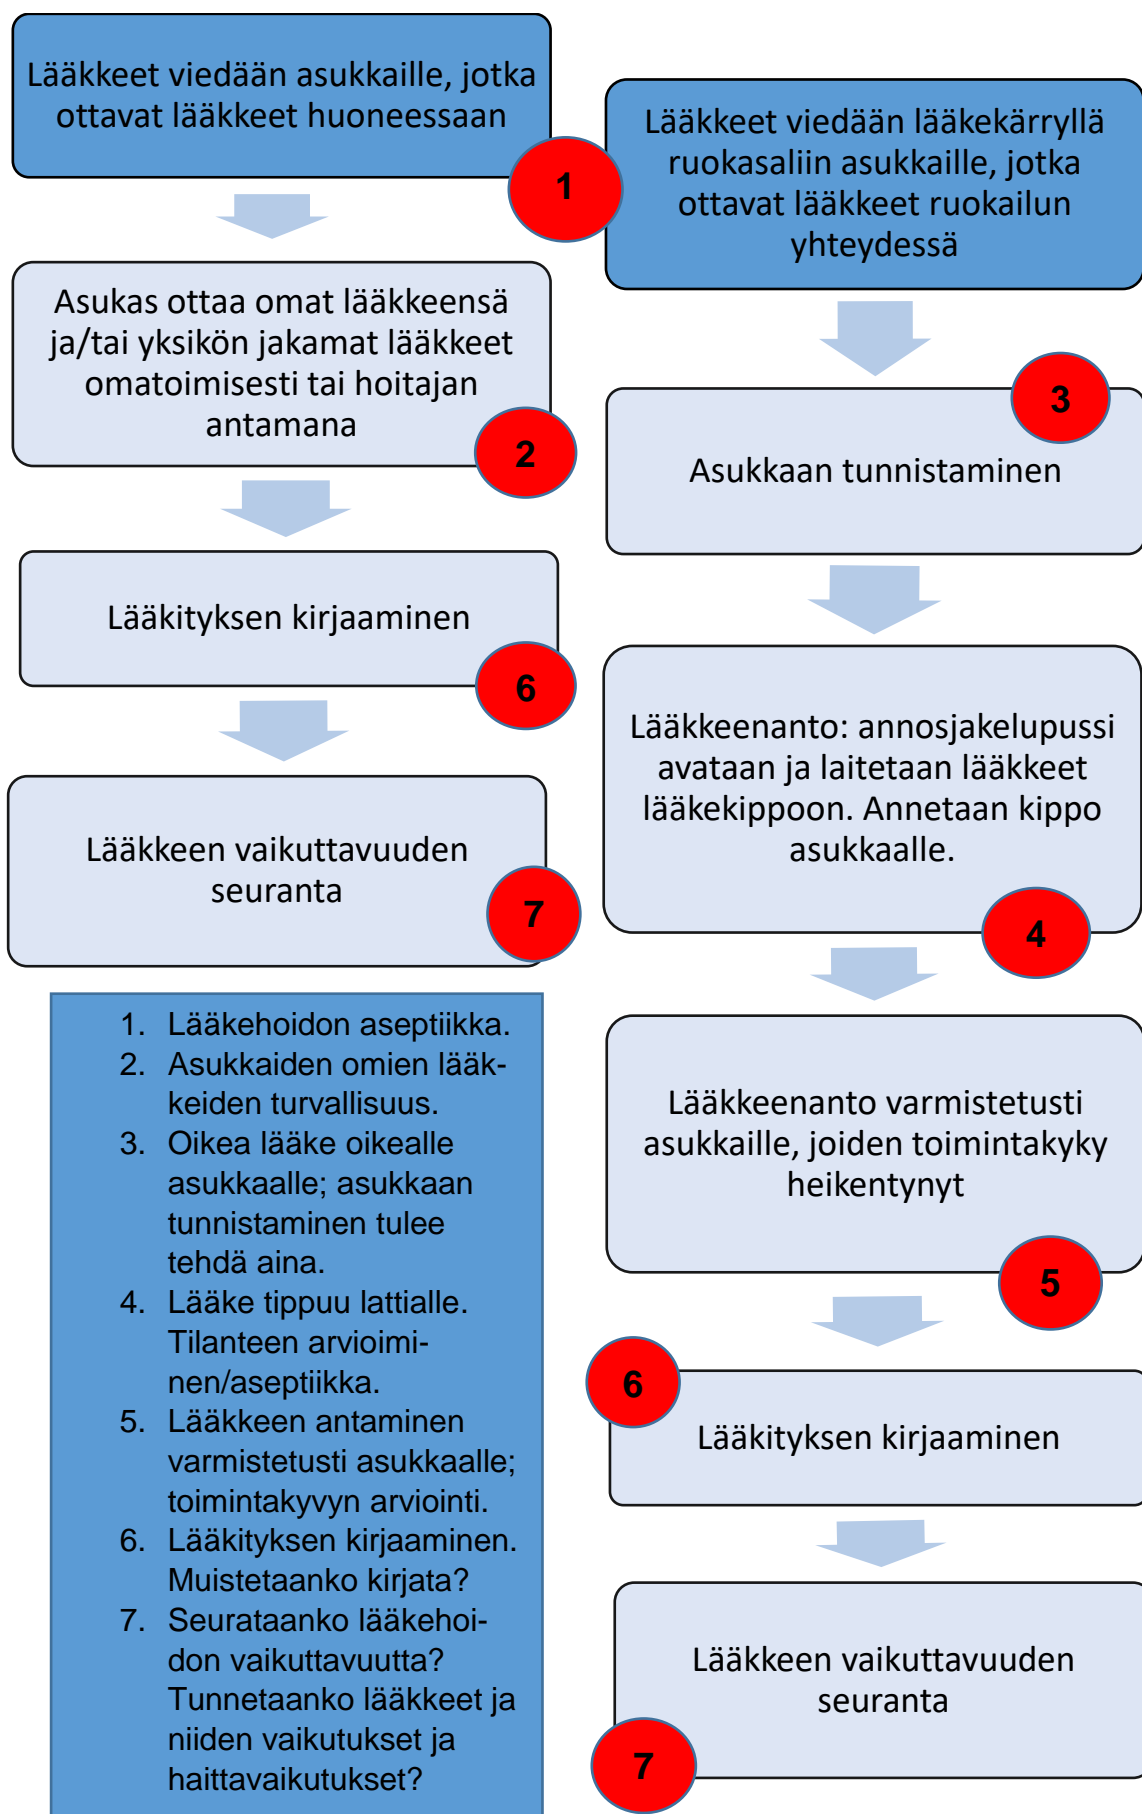 Lääkkeet viedään asukkaille, jotka
ottavat lääkkeet huoneessaan
1
Asukas ottaa omat lääkkeensä
ja/tai yksikön jakamat lääkkeet
omatoimisesti tai hoitajan
antamana
2
Lääkityksen kirjaaminen
6
Lääkkeen vaikuttavuuden
seuranta
7
Lääkkeet viedään lääkekärryllä
ruokasaliin asukkaille, jotka
ottavat lääkkeet ruokailun
yhteydessä
3
Asukkaan tunnistaminen
Lääkkeenanto: annosjakelupussi
avataan ja laitetaan lääkkeet
lääkekippoon. Annetaan kippo
asukkaalle.
4
Lääkkeenanto varmistetusti
asukkaille, joiden toimintakyky
heikentynyt
5
6
Lääkityksen kirjaaminen
Lääkkeen vaikuttavuuden
seuranta
7
1. Lääkehoidon aseptiikka.
2. Asukkaiden omien lääk-
keiden turvallisuus.
3. Oikea lääke oikealle
asukkaalle; asukkaan
tunnistaminen tulee
tehdä aina.
4. Lääke tippuu lattialle.
Tilanteen arvioimi-
nen/aseptiikka.
5. Lääkkeen antaminen
varmistetusti asukkaalle;
toimintakyvyn arviointi.
6. Lääkityksen kirjaaminen.
Muistetaanko kirjata?
7. Seurataanko lääkehoi-
don vaikuttavuutta?
Tunnetaanko lääkkeet ja
niiden vaikutukset ja
haittavaikutukset?